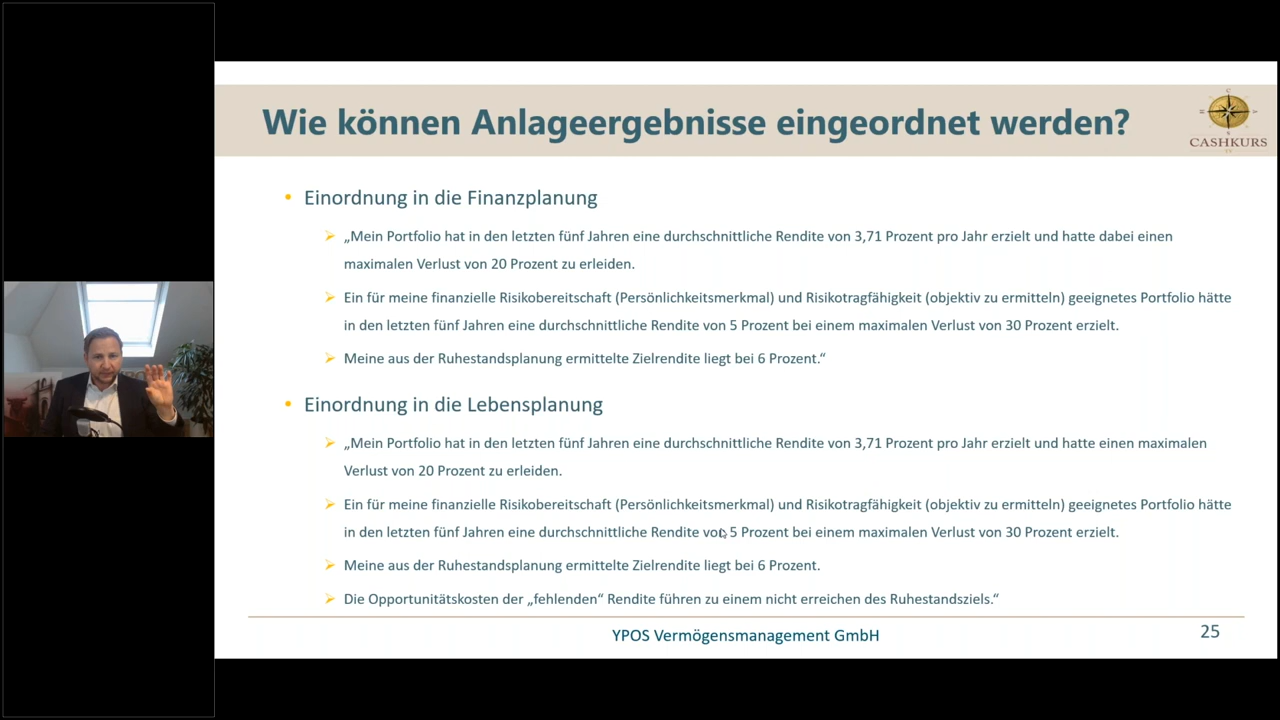 Wie können Anlageergebnisse eingeordnet werden?
CASHKURS
• Einordnung in die Finanzplanung
„Mein Portfolio hat in den letzten fünf Jahren eine durchschnittliche Rendite von 3,71 Prozent pro Jahr erzielt und hatte dabei einen
maximalen Verlust von 20 Prozent zu erleiden.
Ein für meine finanzielle Risikobereitschaft (Persönlichkeitsmerkmal) und Risikotragfähigkeit (objektiv zu ermitteln) geeignetes Portfolio hätte
in den letzten fünf Jahren eine durchschnittliche Rendite von 5 Prozent bei einem maximalen Verlust von 30 Prozent erzielt.
Meine aus der Ruhestandsplanung ermittelte Zielrendite liegt bei 6 Prozent.“
• Einordnung in die Lebensplanung
„Mein Portfolio hat in den letzten fünf Jahren eine durchschnittliche Rendite von 3,71 Prozent pro Jahr erzielt und hatte einen maximalen
Verlust von 20 Prozent zu erleiden.
Ein für meine finanzielle Risikobereitschaft (Persönlichkeitsmerkmal) und Risikotragfähigkeit (objektiv zu ermitteln) geeignetes Portfolio hätte
in den letzten fünf Jahren eine durchschnittliche Rendite von 5 Prozent bei einem maximalen Verlust von 30 Prozent erzielt.
Meine aus der Ruhestandsplanung ermittelte Zielrendite liegt bei 6 Prozent.
Die Opportunitätskosten der „fehlenden“ Rendite führen zu einem nicht erreichen des Ruhestandsziels.“
YPOS Vermögensmanagement GmbH
25